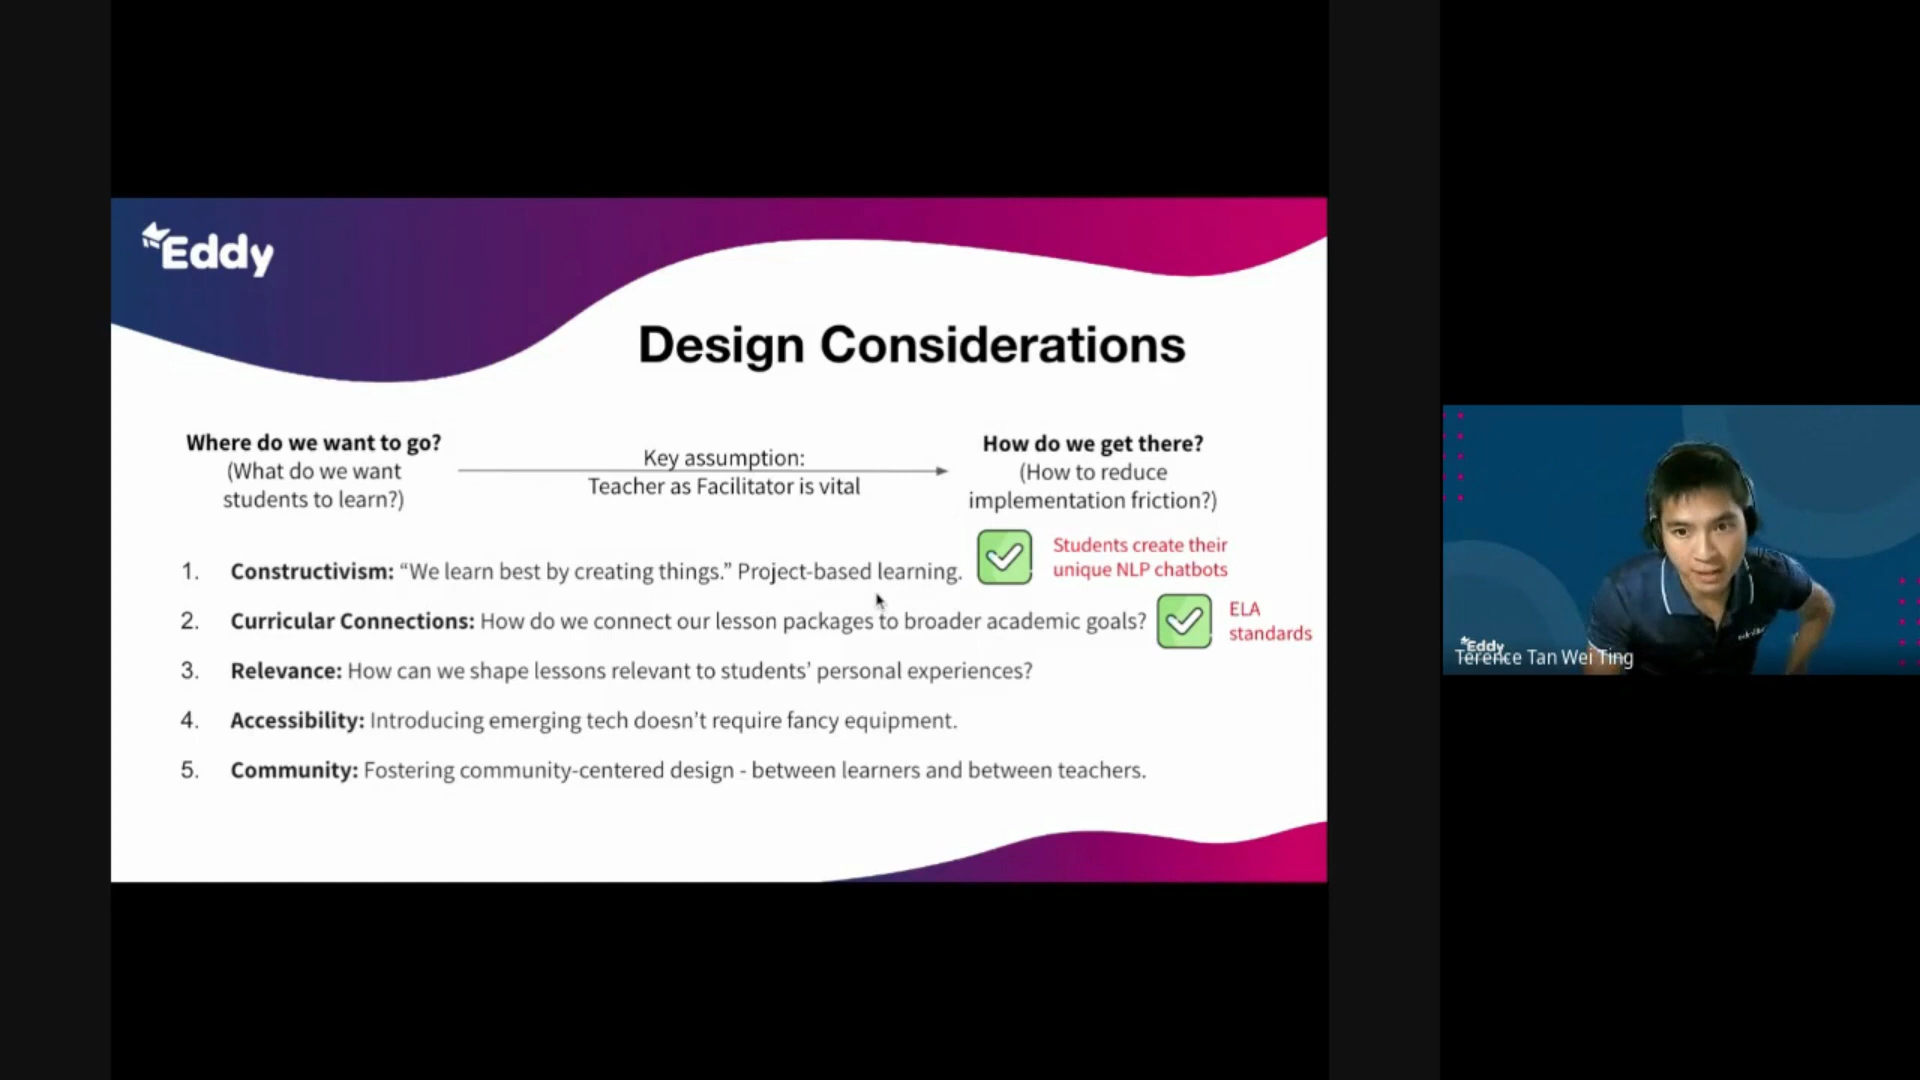 Eddy
Design Considerations
Where do we want to go?
(What do we want
students to learn?)
Key assumption:
Teacher as Facilitator is vital
How do we get there?
(How to reduce
implementation friction?)
1. Constructivism: “We learn best by creating things.” Project-based learning.
Students create their
unique NLP chatbots
2. Curricular Connections: How do we connect our lesson packages to broader academic goals?
ELA
standards
3. Relevance: How can we shape lessons relevant to students’ personal experiences?
4. Accessibility: Introducing emerging tech doesn’t require fancy equipment.
5. Community: Fostering community-centered design - between learners and between teachers.
Eddy
Terence Tan Wei Ting